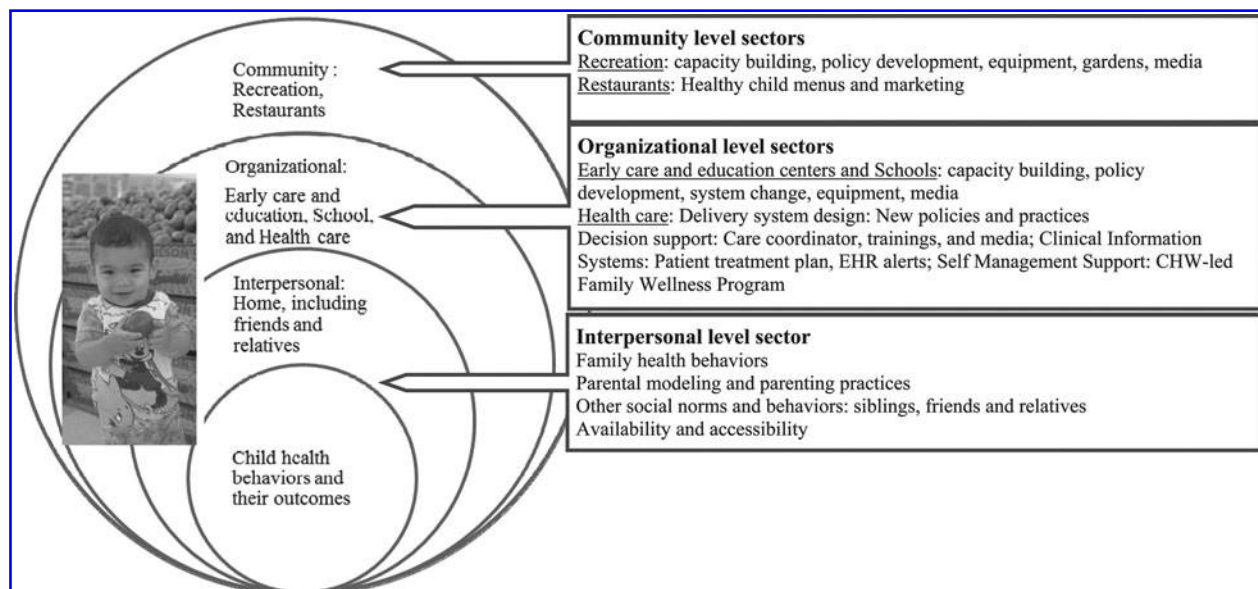 Community :
Recreation,
Restaurants
Organizational:
Early care and
education, School,
and Health care
Interpersonal:
Home, including
friends and
relatives
Child health
behaviors and
their outcomes
Community level sectors
Recreation: capacity building, policy development, equipment, gardens, media
Restaurants: Healthy child menus and marketing
Organizational level sectors
Early care and education centers and Schools: capacity building, policy
development, system change, equipment, media
Health care: Delivery system design: New policies and practices
Decision support: Care coordinator, trainings, and media; Clinical Information
Systems: Patient treatment plan, EHR alerts; Self Management Support: CHW-led
Family Wellness Program
Interpersonal level sector
Family health behaviors
Parental modeling and parenting practices
Other social norms and behaviors: siblings, friends and relatives
Availability and accessibility